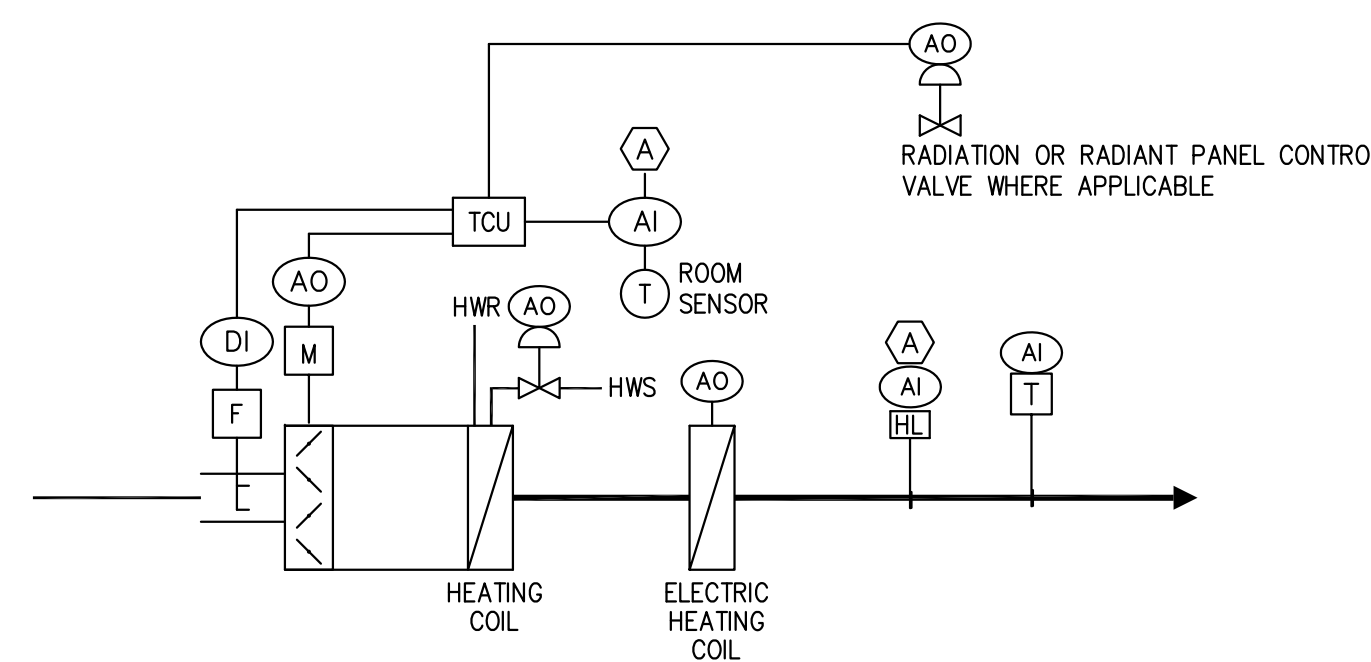 AO
RADIATION OR RADIANT PANEL CONTRO
VALVE WHERE APPLICABLE
A
TCU
AI
T
ROOM
SENSOR
AO
DI
M
F
HWR
AO
HWS
AO
A
AI
HL
AI
T
HEATING
COIL
ELECTRIC
HEATING
COIL